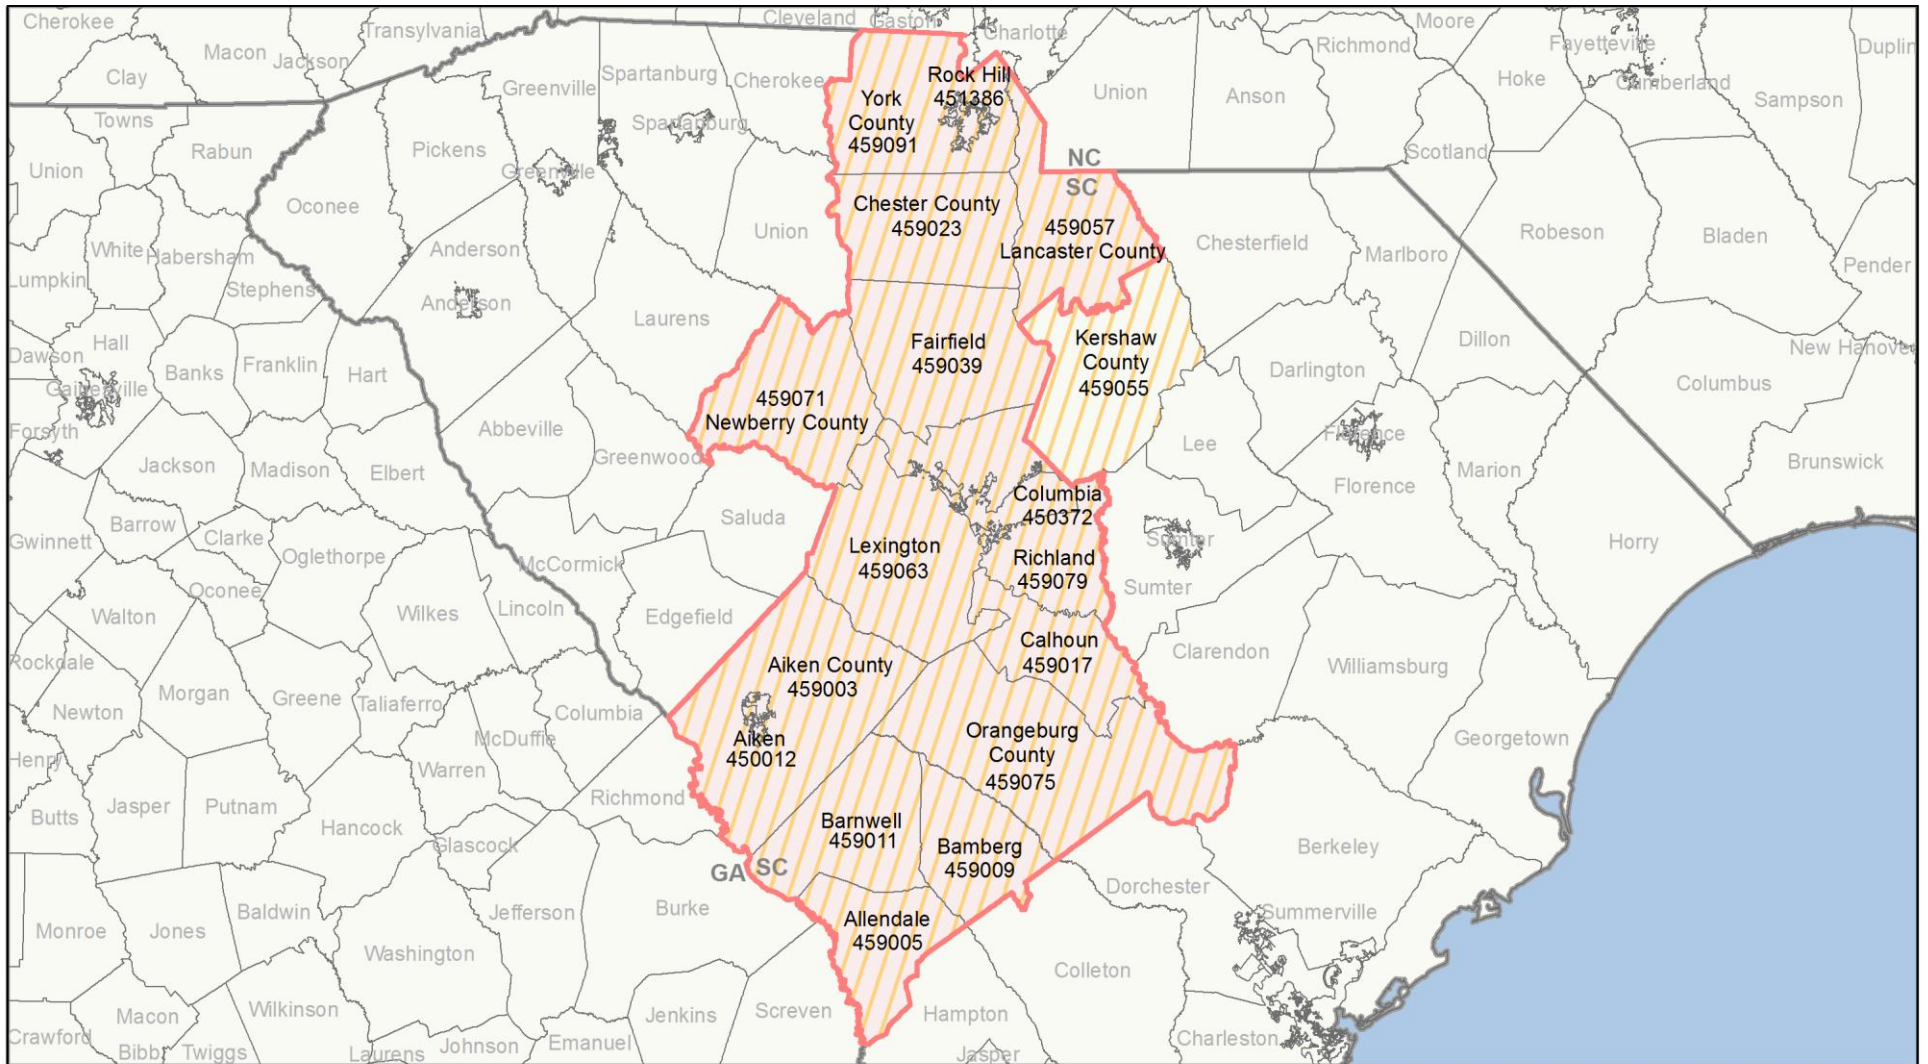 Cherokee
Macon
Jackson
Transylvania
Cleveland
Gaston
Charlotte
Moore
Richmond
Fayetteville
Duplin
Clay
Greenville
Spartanburg
Cherokee
Rock Hill
451386
Union
Anson
Hoke
Cumberland
Sampson
Towns
York
County
459091
Spartanburg
Rabun
Pickens
Greenville
Scotland
Union
NC
SC
Oconee
Chester County
459023
459057
Lancaster County
Union
Chesterfield
Marlboro
Robeson
Bladen
White
Habersham
Anderson
Pender
Lumpkin
Stephens
Anderson
Laurens
Hall
Dawson
Banks
Franklin
Hart
Fairfield
459039
Kershaw
County
459055
Dillon
New Hanover
Darlington
Columbus
Gainesville
459071
Newberry County
Forsyth
Abbeville
Florence
Lee
Greenwood
Jackson
Madison
Elbert
Marion
Brunswick
Florence
Columbia
450372
Saluda
Barrow
Clarke
Gwinnett
Oglethorpe
Lexington
459063
Sumter
Horry
McCormick
Richland
459079
Oconee
Sumter
Walton
Wilkes
Lincoln
Edgefield
Calhoun
459017
Clarendon
Williamsburg
Rockdale
Aiken County
459003
Morgan
Greene
Taliaferro
Newton
Columbia
McDuffie
Aiken
450012
Orangeburg
County
459075
Georgetown
Henry
Warren
Jasper
Putnam
Richmond
Butts
Hancock
Barnwell
459011
Glascock
Bamberg
459009
Berkeley
GA
SC
Dorchester
Baldwin
Jefferson
Burke
Summerville
Allendale
459005
Monroe
Jones
Washington
Colleton
Wilkinson
Macon
Jenkins
Screven
Hampton
Crawford
Bibb
Twiggs
Laurens
Johnson
Emanuel
Charleston
Jasper